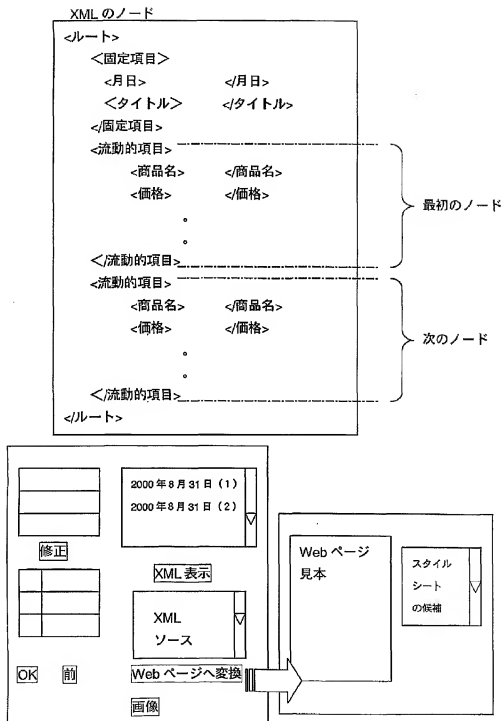 XMLのノード
<ルート>
<固定項目>
<月日> </月日>
<タイトル> </タイトル>
</固定項目>
<流動的項目>
<商品名> </商品名>
<価格> </価格>
。
。
</流動的項目>
最初のノード
<流動的項目>
<商品名> </商品名>
<価格> </価格>
。
。
</流動的項目>
次のノード
</ルート>
2000年8月31日(1)
2000年8月31日(2)
修正
XML表示
XML
ソース
OK 前
Webページへ変換
画像
Webページ
見本
スタイル
シート
の候補